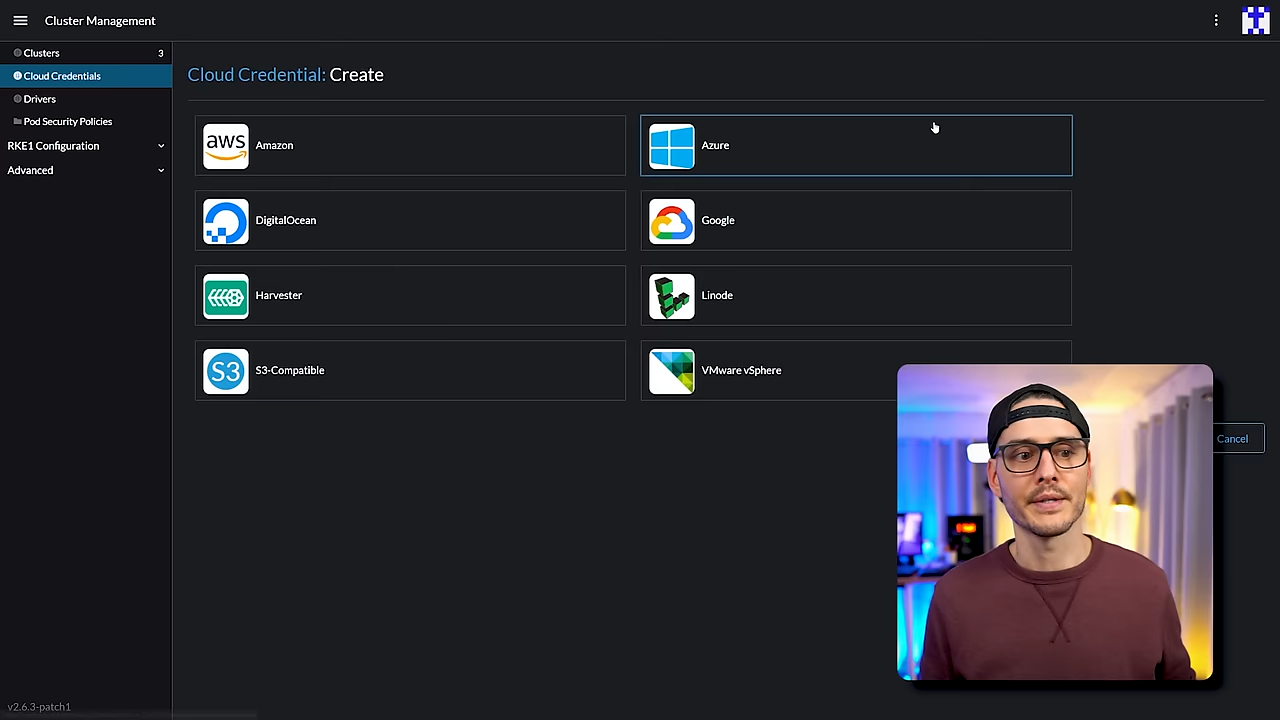 Cluster Management
Clusters 3
Cloud Credentials
Drivers
Pod Security Policies
RKE1 Configuration
Advanced
v2.6.3-patch1
Cloud Credential: Create
aws Amazon
Azure
DigitalOcean
Google
Harvester
Linode
S3 S3-Compatible
VMware vSphere
Cancel